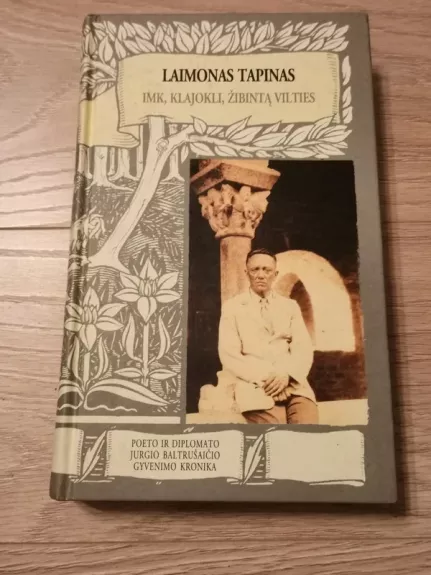 LAIMONAS TAPINAS
IMK, KLAJOKLI, ŽIBINTĄ VILTIES
POETO IR DIPLOMATO
JURGIO BALTRUŠAIČIO
GYVENIMO KRONIKA